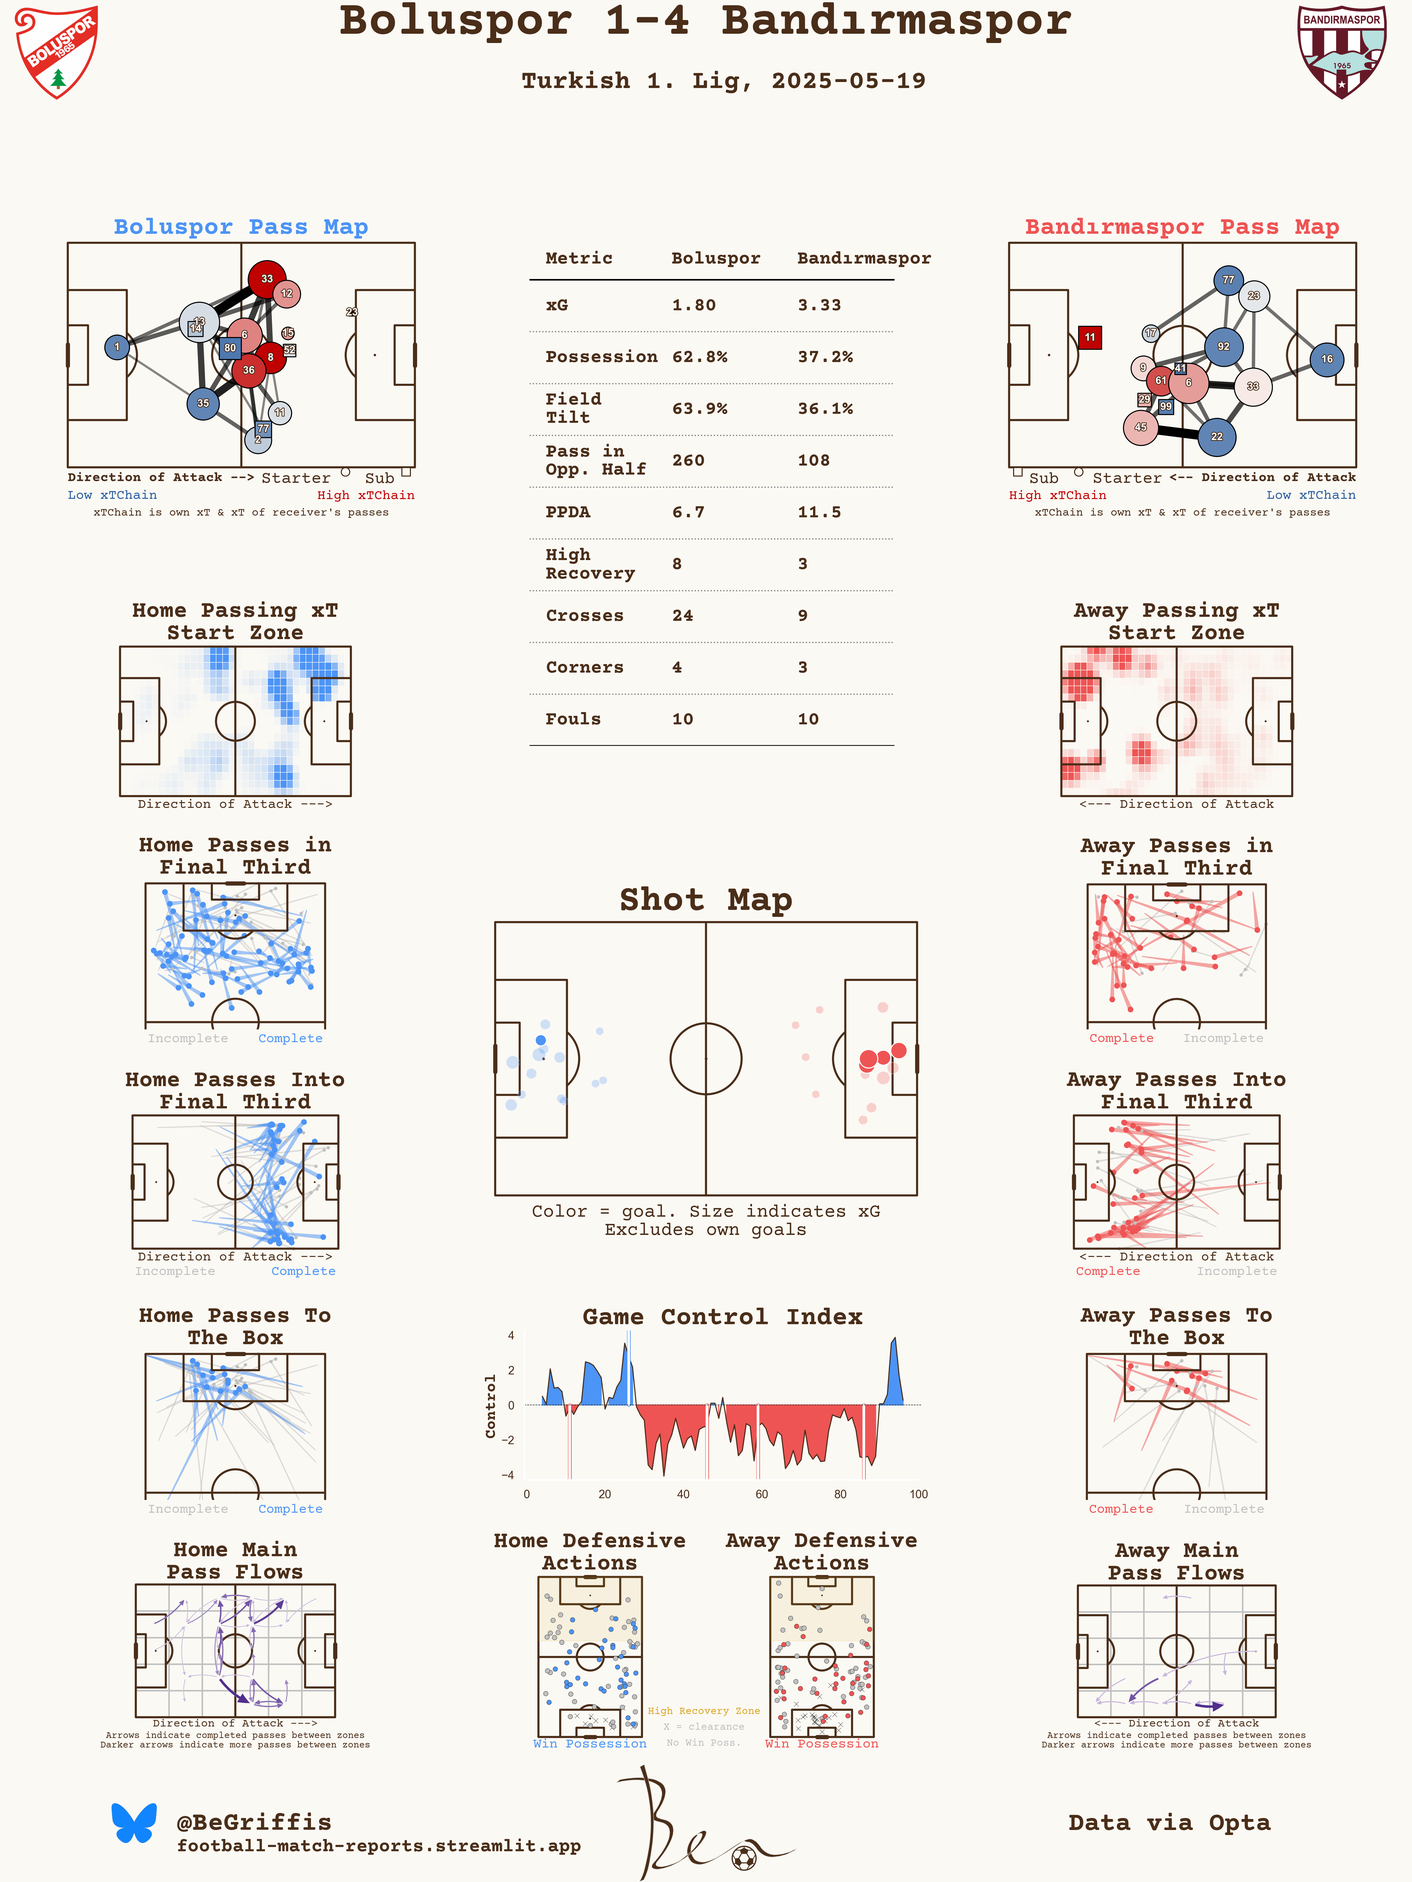 Boluspor 1-4 Bandırmaspor
Turkish 1. Lig, 2025-05-19
BOLUSPOR
1965
BANDIRMASPOR
1965
Boluspor Pass Map
33
12
13
14
23
6
15
1
80
52
8
36
35
11
77
2
Direction of Attack --> Starter Sub
Low xTChain High xTChain
xTChain is own xT & xT of receiver's passes
Metric Boluspor Bandırmaspor
xG 1.80 3.33
Possession 62.8% 37.2%
Field
Tilt 63.9% 36.1%
Pass in
Opp. Half 260 108
PPDA 6.7 11.5
High
Recovery 8 3
Crosses 24 9
Corners 4 3
Fouls 10 10
Bandırmaspor Pass Map
77
23
11
17
92
16
9
41
61
6
33
29
99
45
22
Sub Starter <-- Direction of Attack
High xTChain Low xTChain
xTChain is own xT & xT of receiver's passes
Home Passing xT
Start Zone
Direction of Attack --->
Away Passing xT
Start Zone
<--- Direction of Attack
Home Passes in
Final Third
Incomplete Complete
Away Passes in
Final Third
Complete Incomplete
Shot Map
Color = goal. Size indicates xG
Excludes own goals
Home Passes Into
Final Third
Direction of Attack --->
Incomplete Complete
Away Passes Into
Final Third
<--- Direction of Attack
Complete Incomplete
Home Passes To
The Box
Incomplete Complete
Game Control Index
Control
4
2
0
−2
−4
0 20 40 60 80 100
Away Passes To
The Box
Complete Incomplete
Home Main
Pass Flows
Direction of Attack --->
Arrows indicate completed passes between zones
Darker arrows indicate more passes between zones
Home Defensive
Actions
Win Possession
High Recovery Zone
X = clearance
No Win Poss.
Away Defensive
Actions
Win Possession
Away Main
Pass Flows
<--- Direction of Attack
Arrows indicate completed passes between zones
Darker arrows indicate more passes between zones
@BeGriffis
football-match-reports.streamlit.app
Ben
Data via Opta